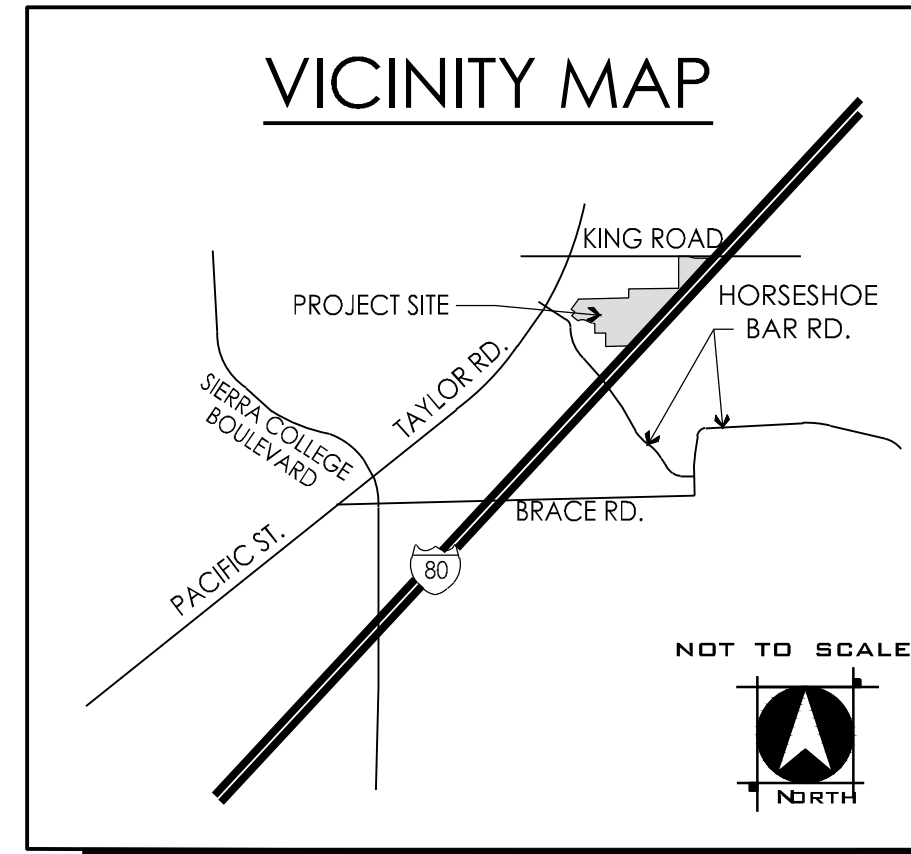 VICINITY MAP
KING ROAD
PROJECT SITE
HORSESHOE
BAR RD.
TAYLOR RD.
SIERRA COLLEGE
BOULEVARD
BRACE RD.
PACIFIC ST.
80
NOT TO SCALE
NORTH